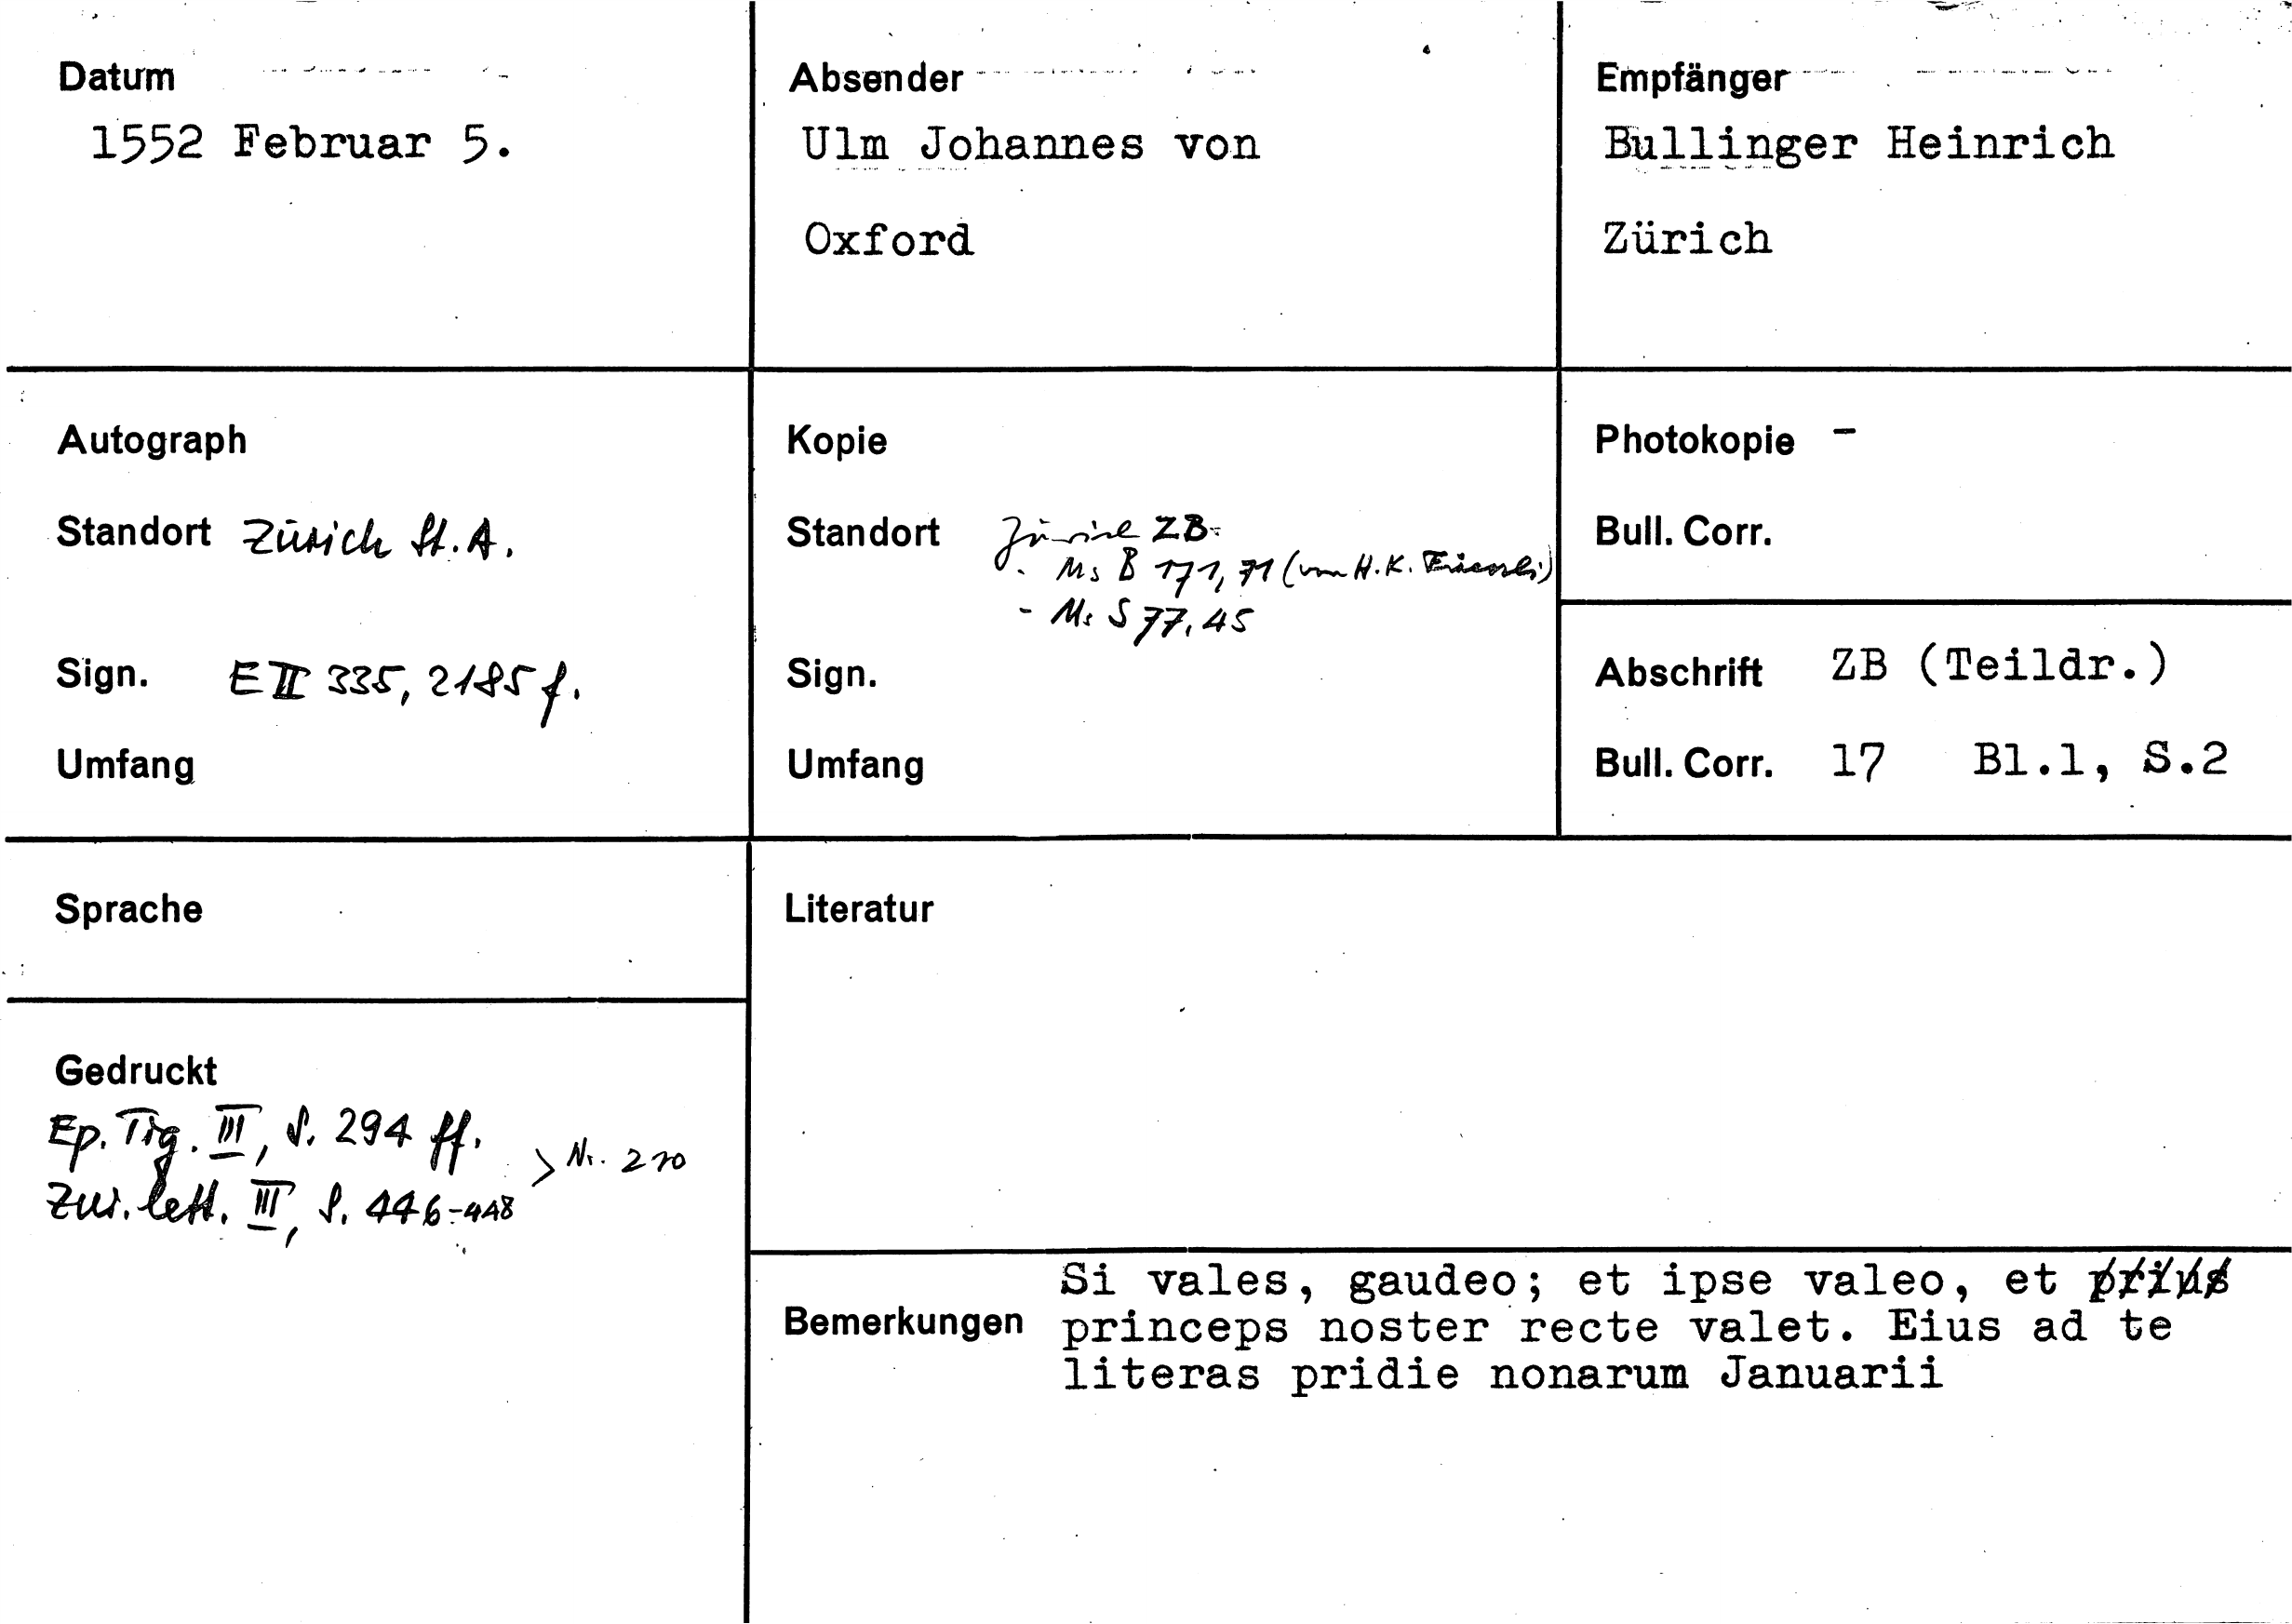 Datum
1552 Februar 5.
Absender
Ulm Johannes von
Oxford
Empfänger
Bullinger Heinrich
Zürich
Autograph
Standort Zürich St.A.
Sign. E II 335, 2185 f.
Umfang
Kopie
Standort Zürich ZB
- Ms B 171, 71 (von H.K. Füessli)
- Ms S 77, 45
Sign.
Umfang
Photokopie -
Bull. Corr.
Abschrift ZB (Teildr.)
Bull. Corr. 17 Bl.1, S.2
Sprache
Gedruckt
Ep. Tig. III, S. 294 ff.
> Nr. 210
Zur. lett. III, S. 446-448
Literatur
Bemerkungen
Si vales, gaudeo; et ipse valeo, et prius
princeps noster recte valet. Eius ad te
literas pridie nonarum Januarii